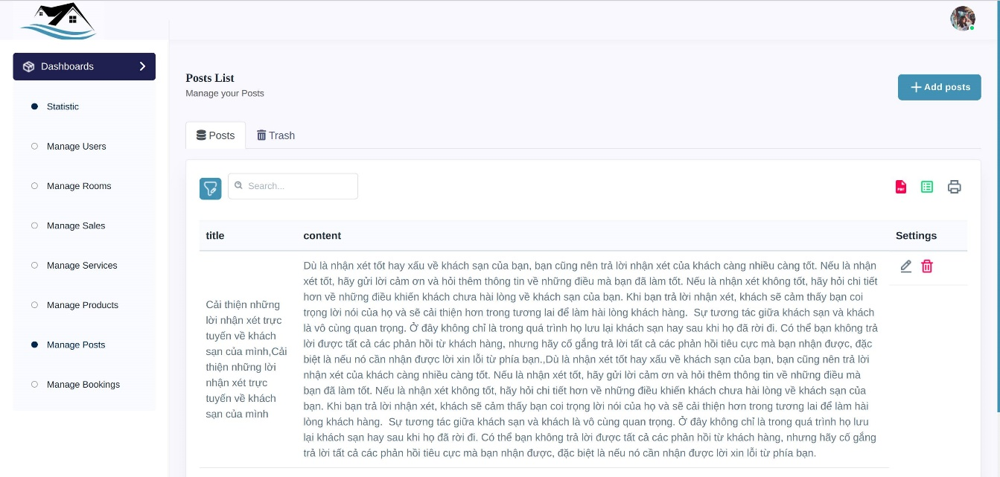 Dashboards
Statistic
Manage Users
Manage Rooms
Manage Sales
Manage Services
Manage Products
Manage Posts
Manage Bookings
Posts List
Manage your Posts
Add posts
Posts
Trash
Search...
PDF
title
content
Settings
Cải thiện những
lời nhận xét trực
tuyến về khách
sạn của mình,Cải
thiện những lời
nhận xét trực
tuyến về khách
sạn của mình
Dù là nhận xét tốt hay xấu về khách sạn của bạn, bạn cũng nên trả lời nhận xét của khách càng nhiều càng tốt. Nếu là nhận
xét tốt, hãy gửi lời cảm ơn và hỏi thêm thông tin về những điều mà bạn đã làm tốt. Nếu là nhận xét không tốt, hãy hỏi chi tiết
hơn về những điều khiến khách chưa hài lòng về khách sạn của bạn. Khi bạn trả lời nhận xét, khách sẽ cảm thấy bạn coi
trọng lời nói của họ và sẽ cải thiện hơn trong tương lai để làm hài lòng khách hàng.  Sự tương tác giữa khách sạn và khách
là vô cùng quan trọng. Ở đây không chỉ là trong quá trình họ lưu lại khách sạn hay sau khi họ đã rời đi. Có thể bạn không trả
lời được tất cả các phản hồi từ khách hàng, nhưng hãy cố gắng trả lời tất cả các phản hồi tiêu cực mà bạn nhận được, đặc
biệt là nếu nó cần nhận được lời xin lỗi từ phía bạn.,Dù là nhận xét tốt hay xấu về khách sạn của bạn, bạn cũng nên trả lời
nhận xét của khách càng nhiều càng tốt. Nếu là nhận xét tốt, hãy gửi lời cảm ơn và hỏi thêm thông tin về những điều mà
bạn đã làm tốt. Nếu là nhận xét không tốt, hãy hỏi chi tiết hơn về những điều khiến khách chưa hài lòng về khách sạn của
bạn. Khi bạn trả lời nhận xét, khách sẽ cảm thấy bạn coi trọng lời nói của họ và sẽ cải thiện hơn trong tương lai để làm hài
lòng khách hàng.  Sự tương tác giữa khách sạn và khách là vô cùng quan trọng. Ở đây không chỉ là trong quá trình họ lưu
lại khách sạn hay sau khi họ đã rời đi. Có thể bạn không trả lời được tất cả các phản hồi từ khách hàng, nhưng hãy cố gắng
trả lời tất cả các phản hồi tiêu cực mà bạn nhận được, đặc biệt là nếu nó cần nhận được lời xin lỗi từ phía bạn.